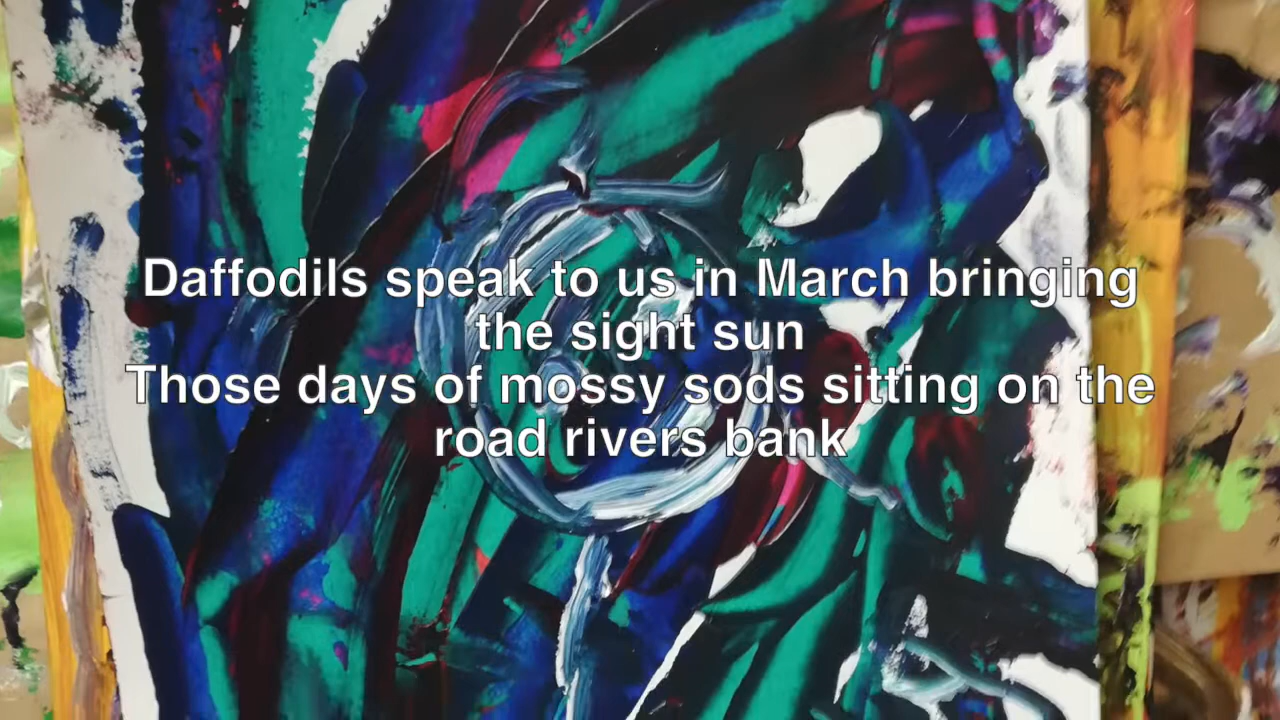 Daffodils speak to us in March bringing
the sight sun
Those days of mossy sods sitting on the
road rivers bank